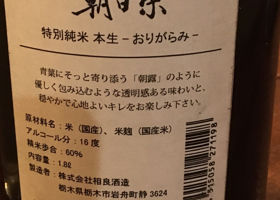 朝日榮
特別純米 本生 –おりがらみ–
青葉にそっと寄り添う「朝露」のように
優しく包み込むような透明感ある味わいと、
穏やかで心地よいキレをお楽しみ下さい。
原材料名：米（国産）、米麹（国産米）
アルコール分：16度
精米歩合：60%
内容量：1.8ℓ
製造者：株式会社相良酒造
栃木県栃木市岩舟町静 3624
515058 271198